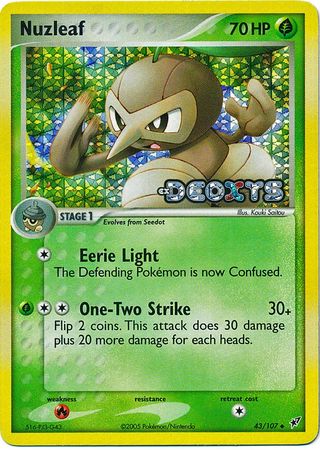 Nuzleaf 70 HP
ex DEOXYS
Illus. Kouki Saitou
STAGE 1
Evolves from Seedot
Eerie Light
The Defending Pokémon is now Confused.
One-Two Strike 30+
Flip 2 coins. This attack does 30 damage
plus 20 more damage for each heads.
weakness resistance retreat cost
©2005 Pokémon/Nintendo 43/107